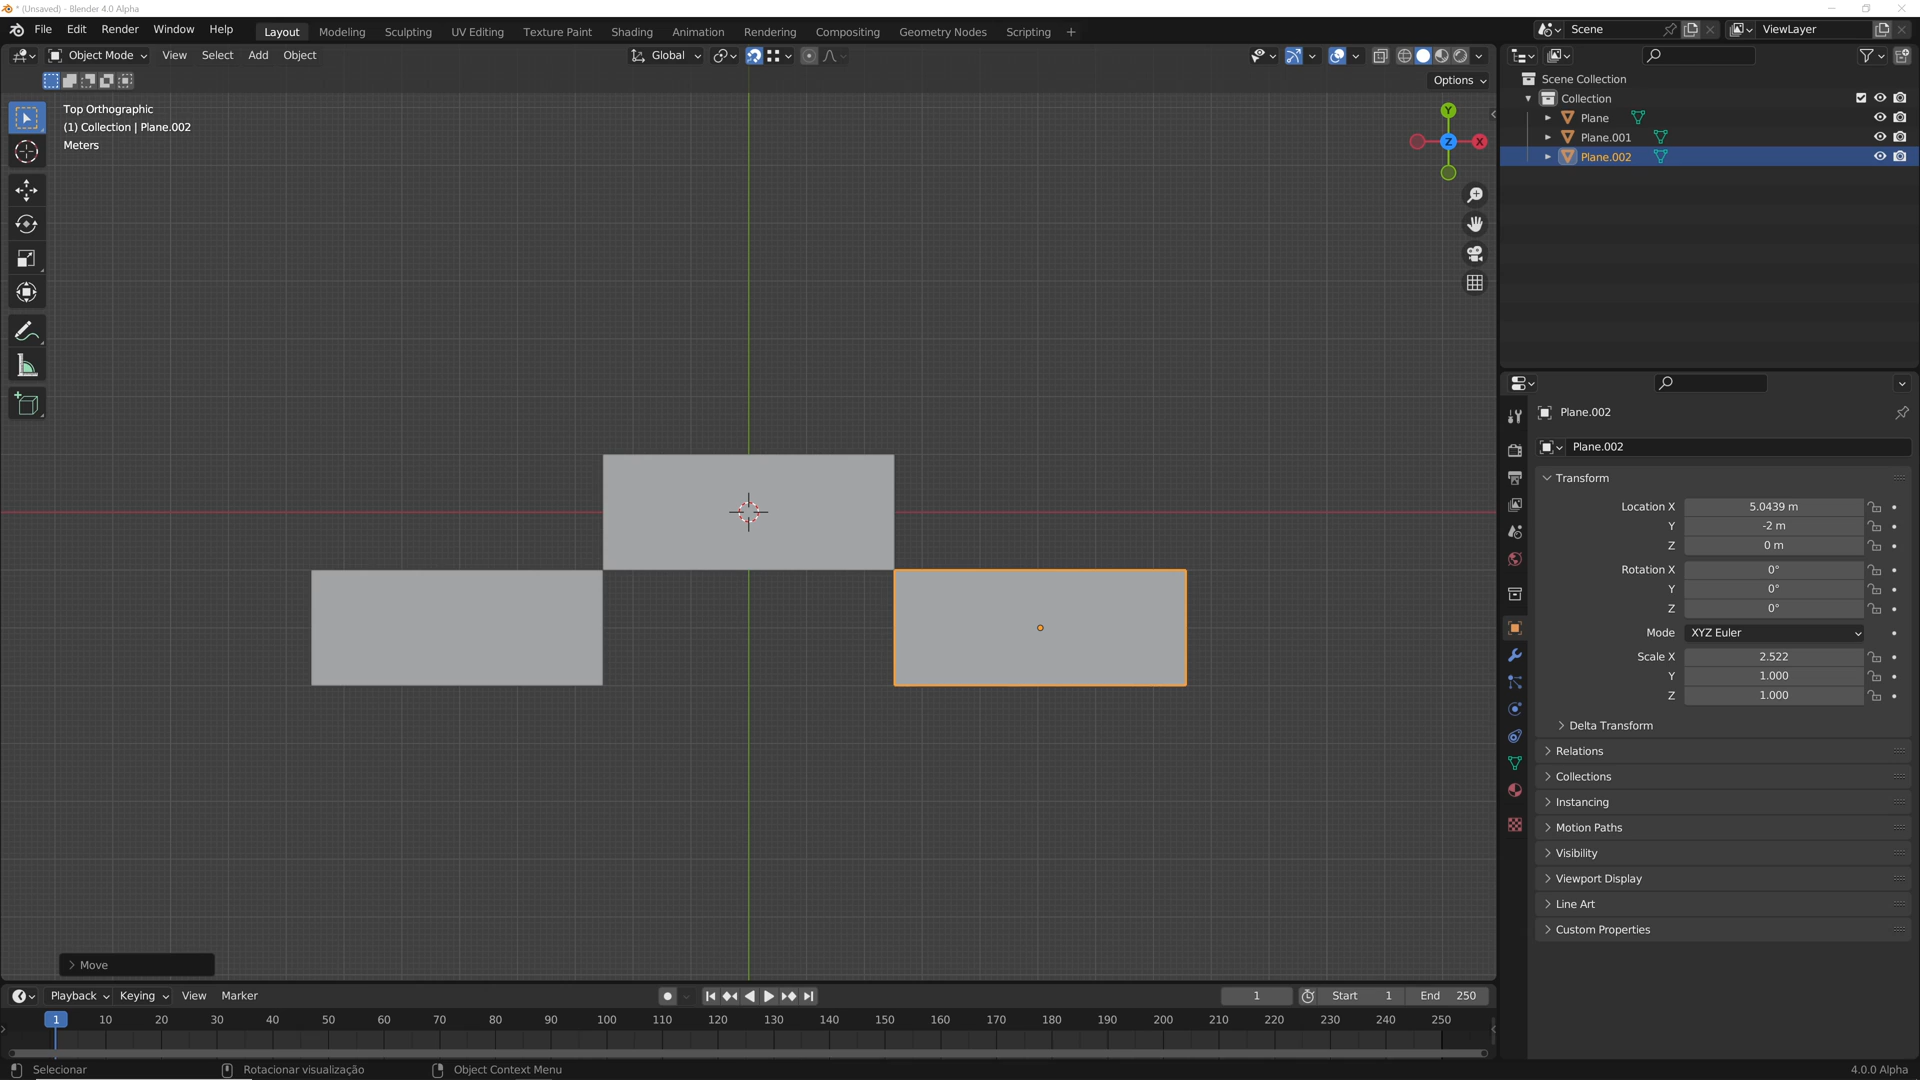 * (Unsaved) - Blender 4.0 Alpha
File Edit Render Window Help
Layout Modeling Sculpting UV Editing Texture Paint Shading Animation Rendering Compositing Geometry Nodes Scripting +
Scene
ViewLayer
Object Mode View Select Add Object
Global
Options
Top Orthographic
(1) Collection | Plane.002
Meters
Y
Z
X
Scene Collection
Collection
Plane
Plane.001
Plane.002
Plane.002
Plane.002
Transform
Location X 5.0439 m
Y -2 m
Z 0 m
Rotation X 0°
Y 0°
Z 0°
Mode XYZ Euler
Scale X 2.522
Y 1.000
Z 1.000
Delta Transform
Relations
Collections
Instancing
Motion Paths
Visibility
Viewport Display
Line Art
Custom Properties
Move
Playback Keying View Marker
1 Start 1 End 250
1 10 20 30 40 50 60 70 80 90 100 110 120 130 140 150 160 170 180 190 200 210 220 230 240 250
Selecionar Rotacionar visualização Object Context Menu 4.0.0 Alpha